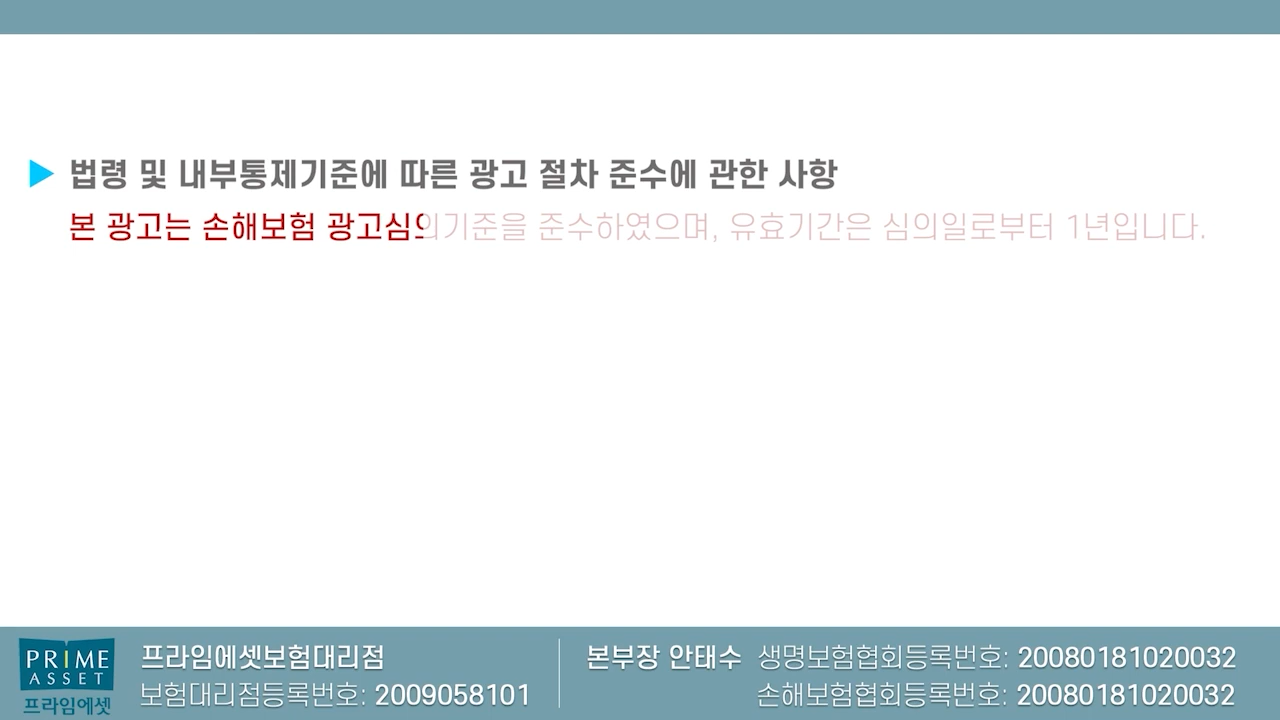 ▶ 법령 및 내부통제기준에 따른 광고 절차 준수에 관한 사항
본 광고는 손해보험 광고심의기준을 준수하였으며, 유효기간은 심의일로부터 1년입니다.
PRIME
ASSET
프라임에셋
프라임에셋보험대리점
보험대리점등록번호: 2009058101
본부장 안태수 생명보험협회등록번호: 20080181020032
손해보험협회등록번호: 20080181020032